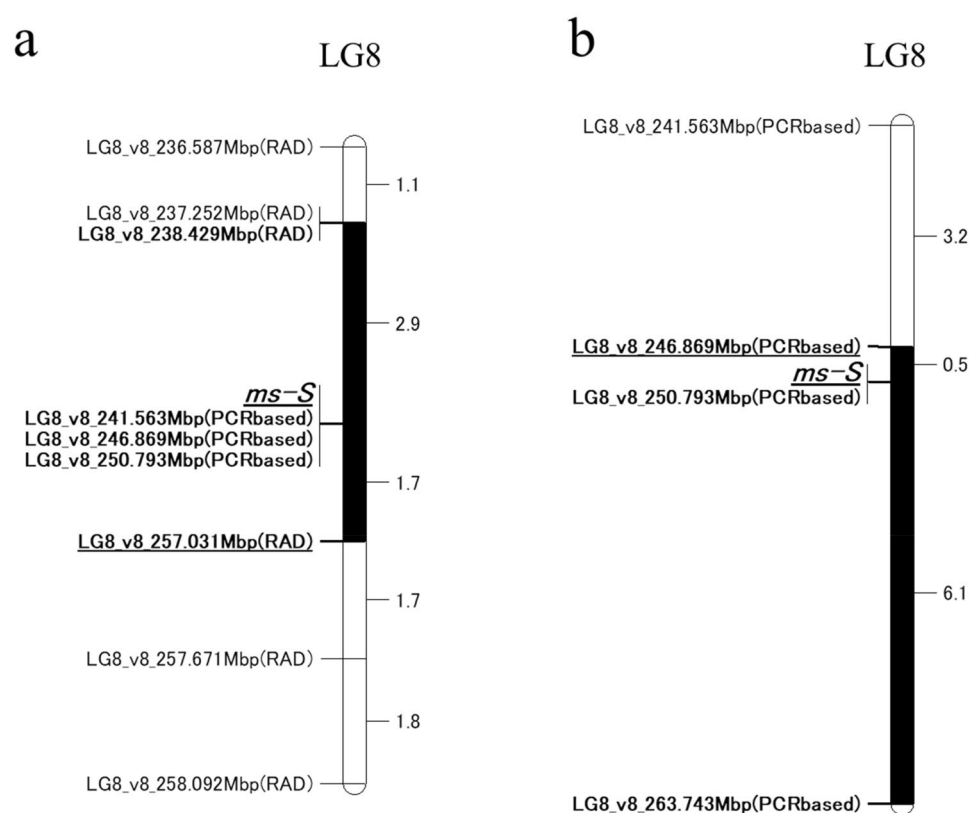 a
LG8
LG8_v8_236.587Mbp(RAD)
1.1
LG8_v8_237.252Mbp(RAD)
LG8_v8_238.429Mbp(RAD)
2.9
ms-S
LG8_v8_241.563Mbp(PCRbased)
LG8_v8_246.869Mbp(PCRbased)
LG8_v8_250.793Mbp(PCRbased)
1.7
LG8_v8_257.031Mbp(RAD)
1.7
LG8_v8_257.671Mbp(RAD)
1.8
LG8_v8_258.092Mbp(RAD)
b
LG8
LG8_v8_241.563Mbp(PCRbased)
3.2
LG8_v8_246.869Mbp(PCRbased)
0.5
ms-S
LG8_v8_250.793Mbp(PCRbased)
6.1
LG8_v8_263.743Mbp(PCRbased)